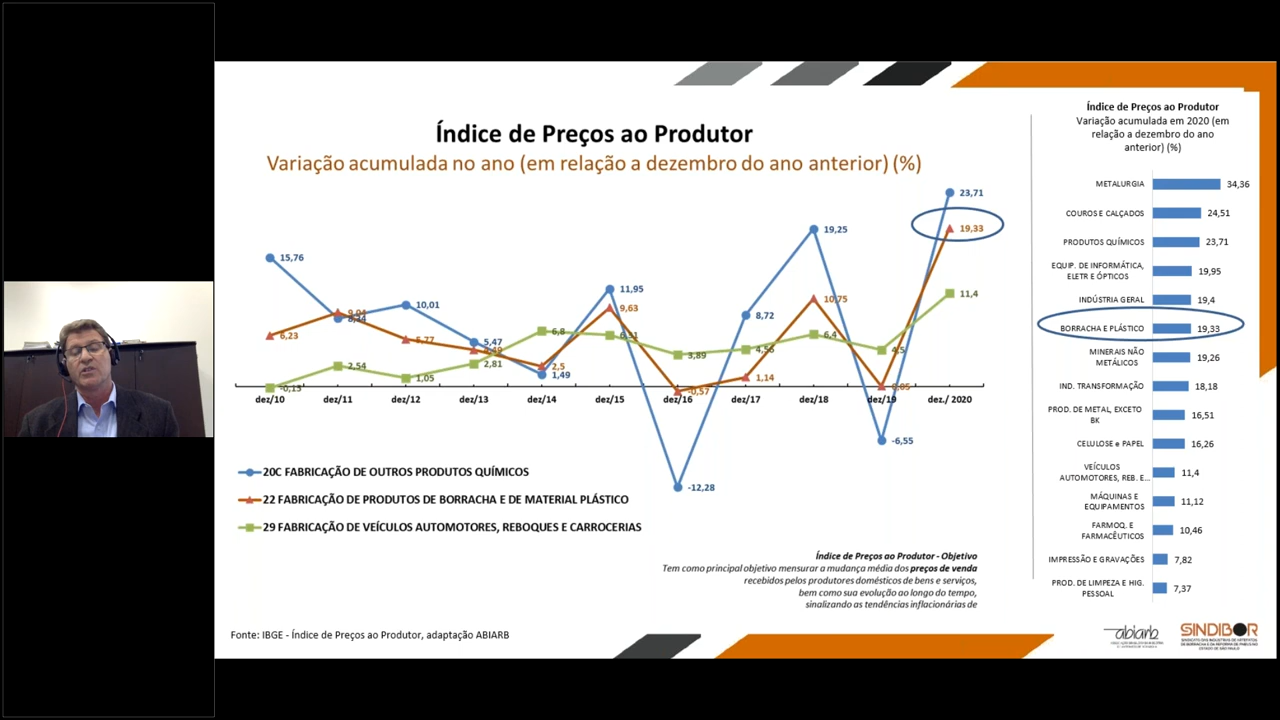 Índice de Preços ao Produtor
Variação acumulada no ano (em relação a dezembro do ano anterior) (%)
23,71
19,33
19,25
15,76
11,95
11,4
10,01
9,63
10,75
8,72
6,23
5,77
5,47
6,8
6,4
4,56
4,5
3,89
2,54
2,81
2,5
1,49
1,05
1,14
-0,57
-6,55
-12,28
dez/10
dez/11
dez/12
dez/13
dez/14
dez/15
dez/16
dez/17
dez/18
dez/19
dez./ 2020
20C FABRICAÇÃO DE OUTROS PRODUTOS QUÍMICOS
22 FABRICAÇÃO DE PRODUTOS DE BORRACHA E DE MATERIAL PLÁSTICO
29 FABRICAÇÃO DE VEÍCULOS AUTOMOTORES, REBOQUES E CARROCERIAS
Índice de Preços ao Produtor - Objetivo
Tem como principal objetivo mensurar a mudança média dos preços de venda
recebidos pelos produtores domésticos de bens e serviços,
bem como sua evolução ao longo do tempo,
sinalizando as tendências inflacionárias de
Fonte: IBGE - Índice de Preços ao Produtor, adaptação ABIARB
Índice de Preços ao Produtor
Variação acumulada em 2020 (em
relação a dezembro do ano
anterior) (%)
METALURGIA 34,36
COUROS E CALÇADOS 24,51
PRODUTOS QUÍMICOS 23,71
EQUIP. DE INFORMÁTICA,
ELETR E ÓPTICOS 19,95
INDÚSTRIA GERAL 19,4
BORRACHA E PLÁSTICO 19,33
MINERAIS NÃO
METÁLICOS 19,26
IND. TRANSFORMAÇÃO 18,18
PROD. DE METAL, EXCETO
BK 16,51
CELULOSE e PAPEL 16,26
VEÍCULOS
AUTOMOTORES, REB. E... 11,4
MÁQUINAS E
EQUIPAMENTOS 11,12
FARMOQ. E
FARMACÊUTICOS 10,46
IMPRESSÃO E GRAVAÇÕES 7,82
PROD. DE LIMPEZA E HIG.
PESSOAL 7,37
abiarb
SINDIBOR